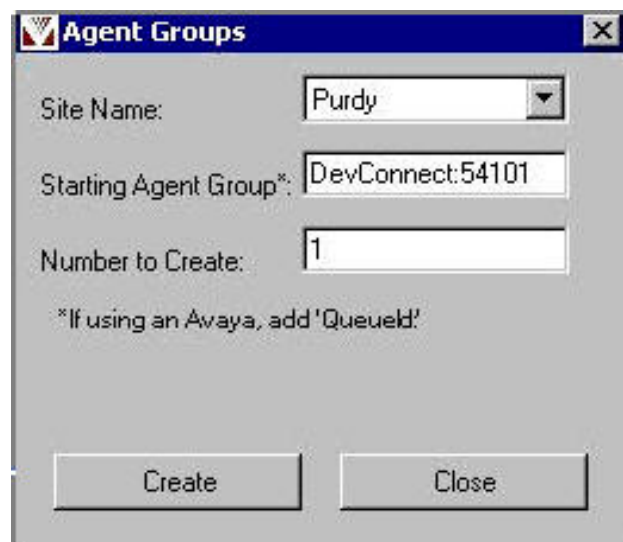 Agent Groups
Site Name: Purdy
Starting Agent Group*: DevConnect:54101
Number to Create: 1
*If using an Avaya, add 'QueueId:'
Create Close